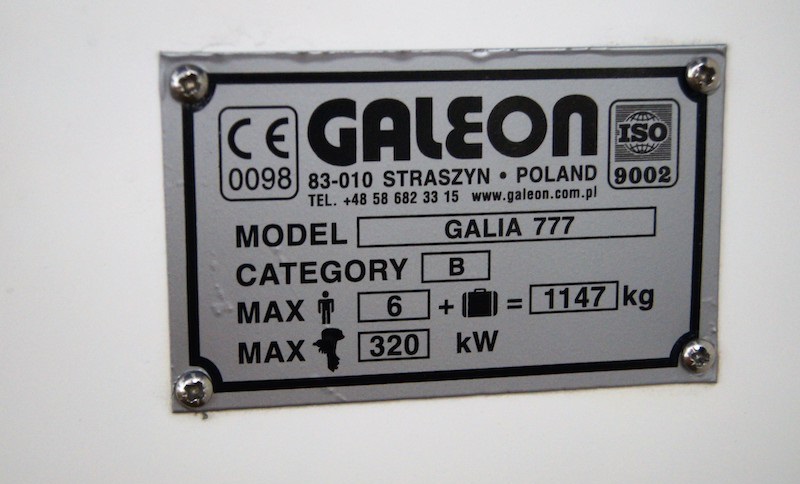 CE
0098
GALEON
83-010 STRASZYN • POLAND
TEL. +48 58 682 33 15 www.galeon.com.pl
ISO
9002
MODEL GALIA 777
CATEGORY B
MAX 6 + = 1147 kg
MAX 320 kW